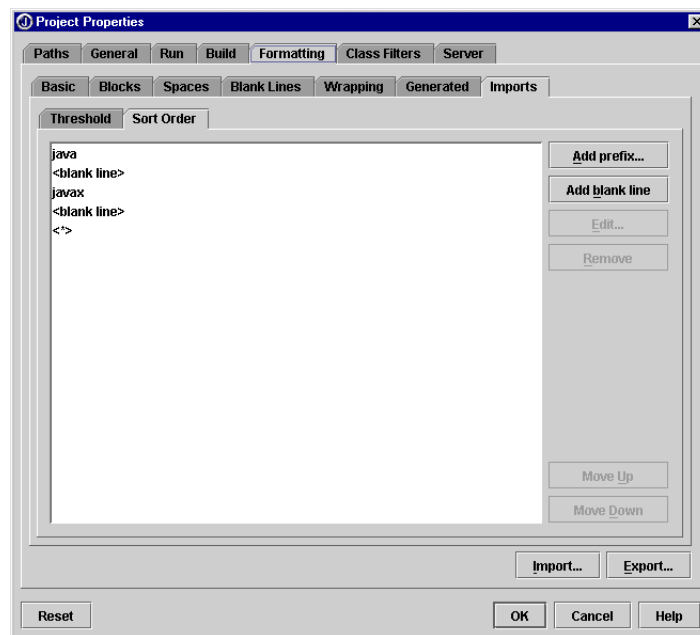 Project Properties
Paths General Run Build Formatting Class Filters Server
Basic Blocks Spaces Blank Lines Wrapping Generated Imports
Threshold Sort Order
java
<blank line>
javax
<blank line>
<*>
Add prefix...
Add blank line
Edit...
Remove
Move Up
Move Down
Import... Export...
Reset OK Cancel Help